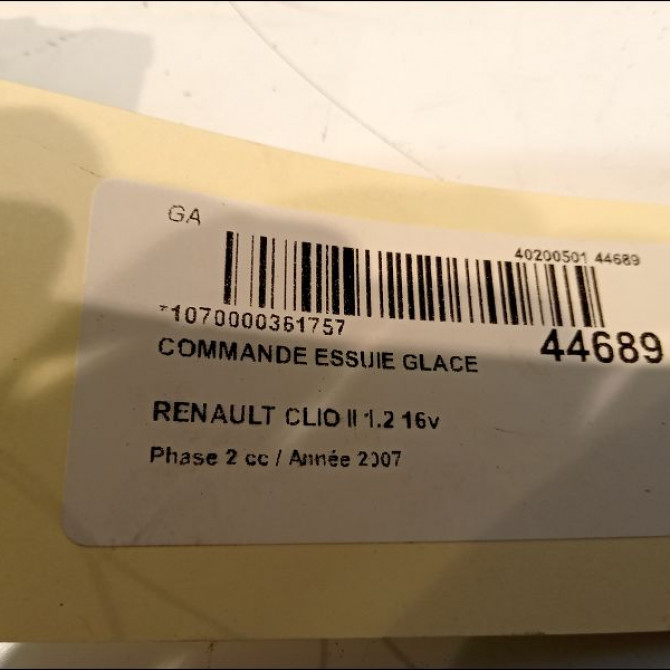 GA
40200501 44689
*1070000361757
44689
COMMANDE ESSUIE GLACE
RENAULT CLIO II 1.2 16v
Phase 2 cc / Année 2007